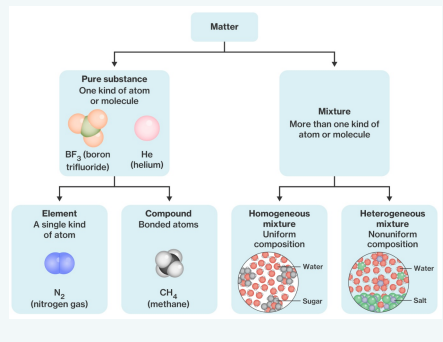 Matter
Pure substance
One kind of atom
or molecule
BF₃ (boron
trifluoride)
He
(helium)
Mixture
More than one kind of
atom or molecule
Element
A single kind
of atom
N₂
(nitrogen gas)
Compound
Bonded atoms
CH₄
(methane)
Homogeneous
mixture
Uniform
composition
Water
Sugar
Heterogeneous
mixture
Nonuniform
composition
Water
Salt